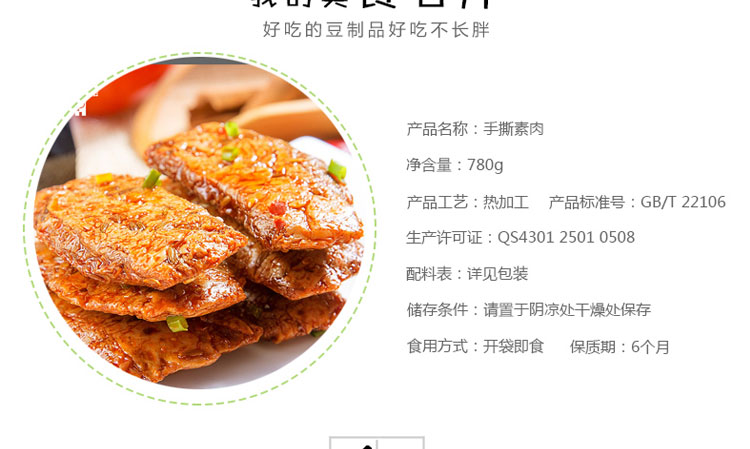 好吃的豆制品好吃不长胖
产品名称：手撕素肉
净含量：780g
产品工艺：热加工 产品标准号：GB/T 22106
生产许可证：QS4301 2501 0508
配料表：详见包装
储存条件：请置于阴凉处干燥处保存
食用方式：开袋即食 保质期：6个月